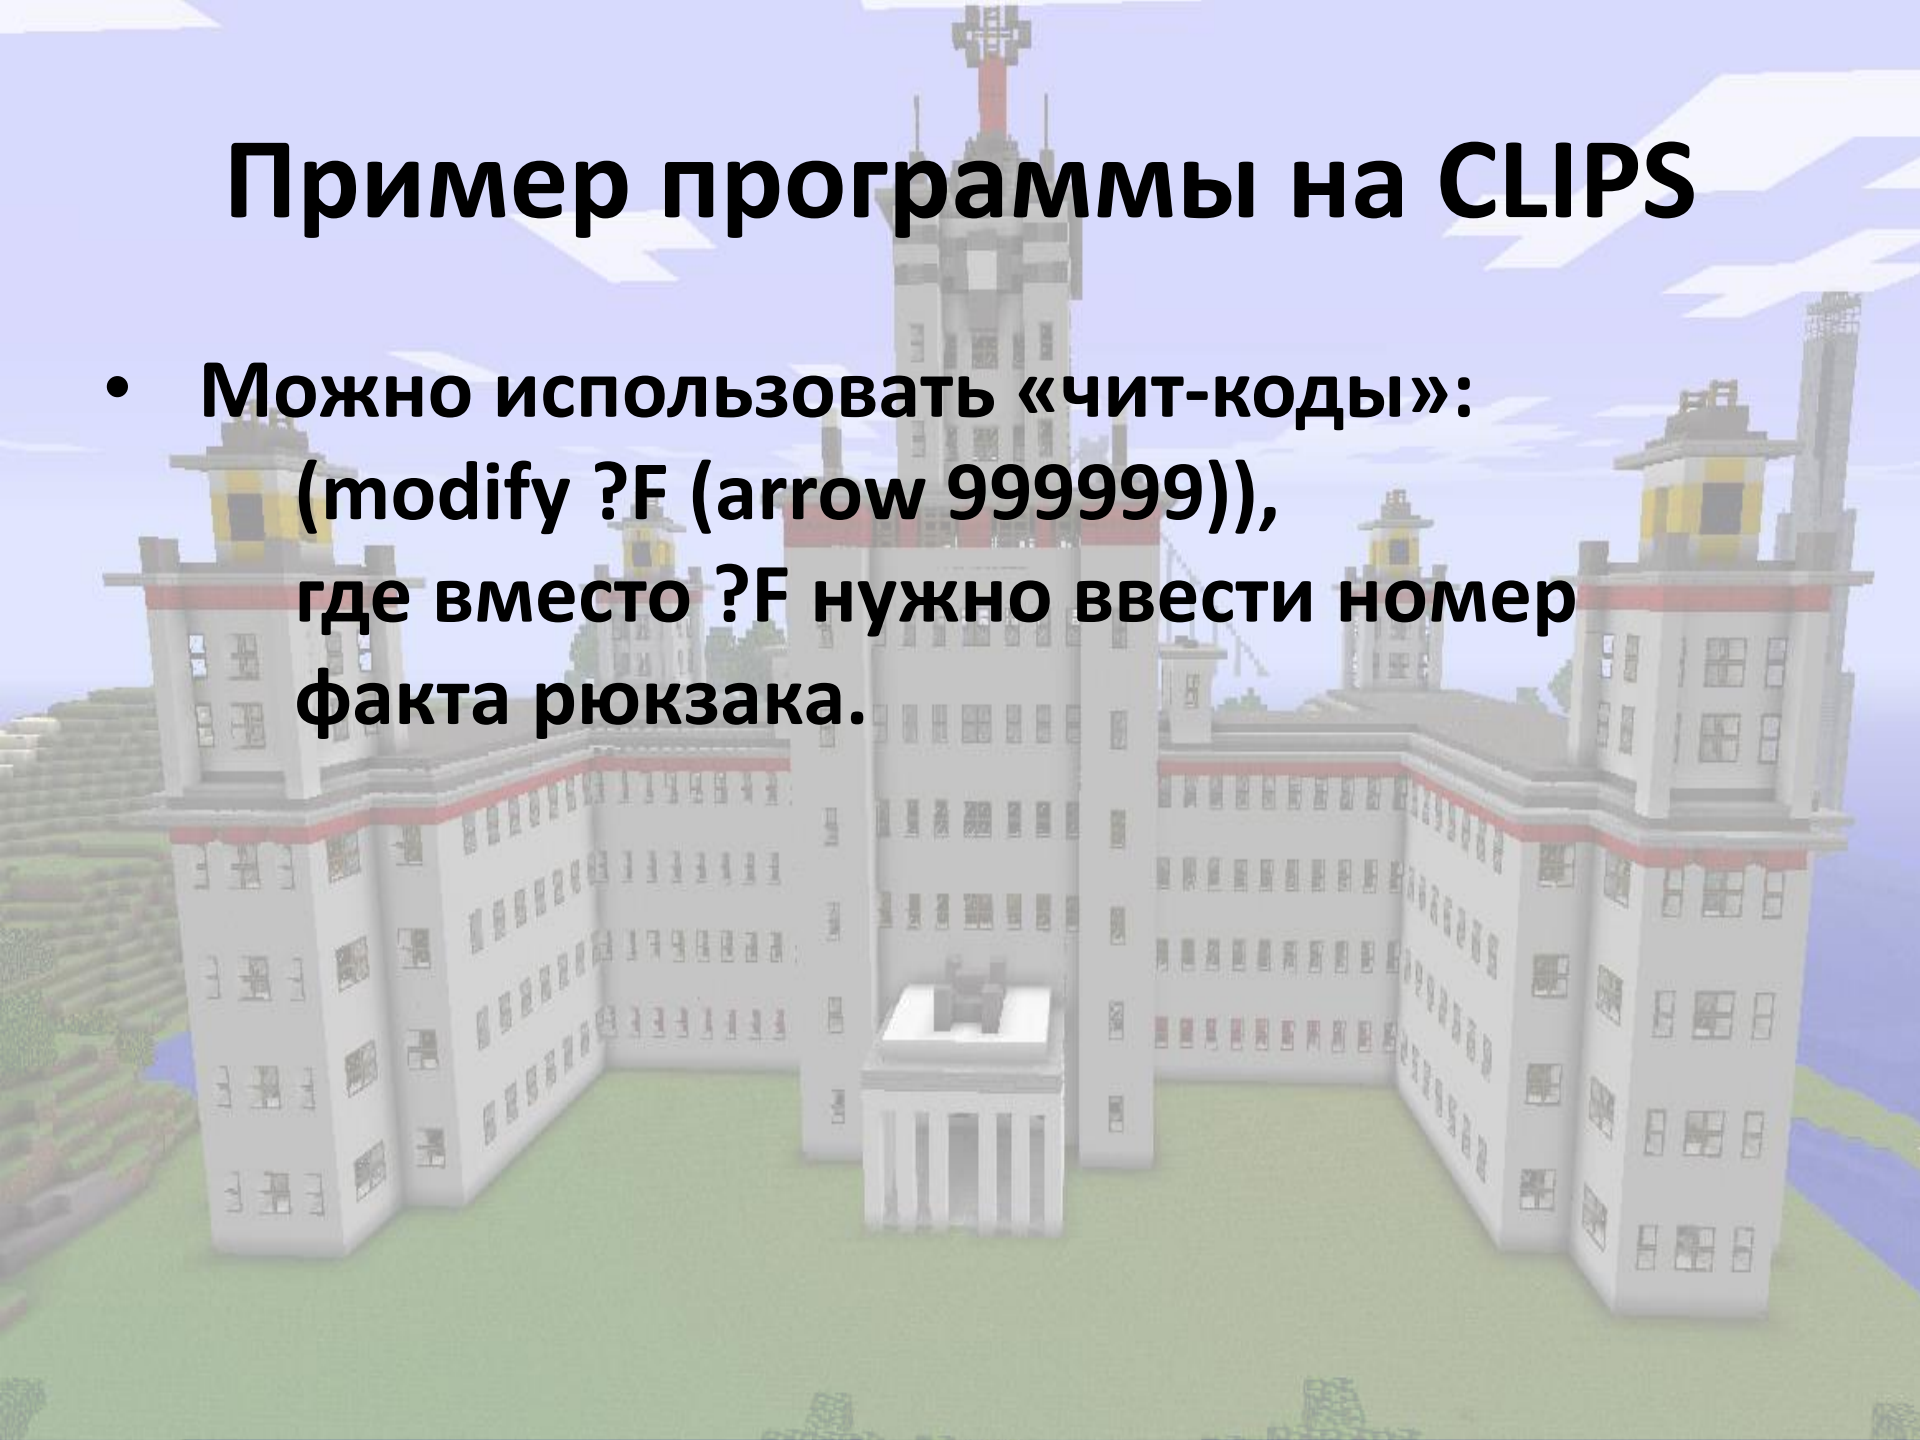 Пример программы на CLIPS
• Можно использовать «чит-коды»:
(modify ?F (arrow 999999)),
где вместо ?F нужно ввести номер
факта рюкзака.